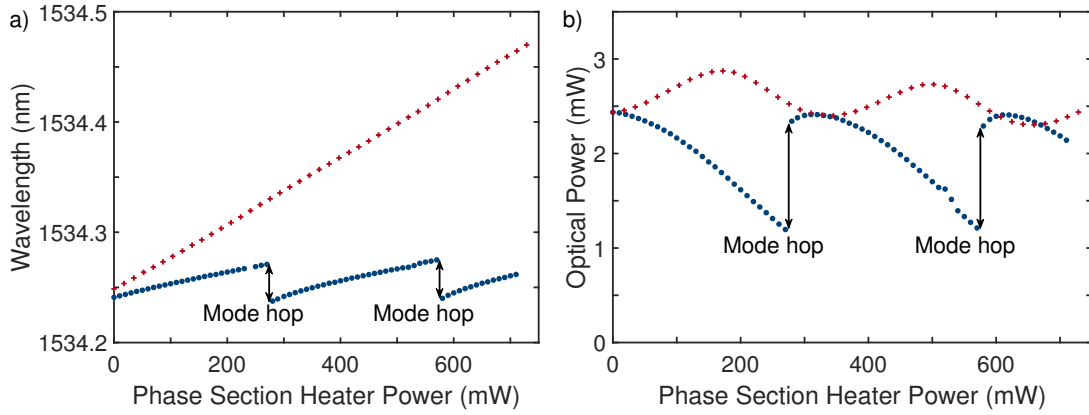 a)
Wavelength (nm)
1534.5
1534.4
1534.3
1534.2
Mode hop
Mode hop
0
200
400
600
Phase Section Heater Power (mW)
b)
Optical Power (mW)
3
2
1
0
Mode hop
Mode hop
0
200
400
600
Phase Section Heater Power (mW)